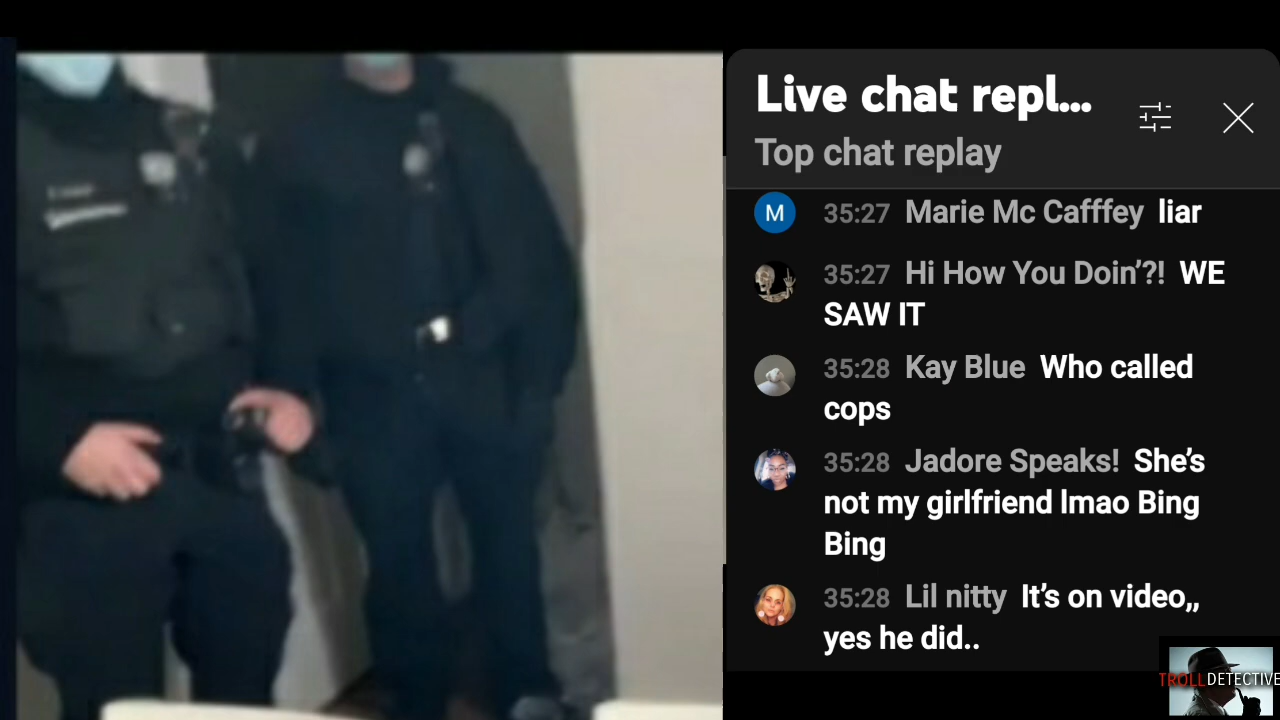 Live chat repl...
Top chat replay
M 35:27 Marie Mc Cafffey liar
35:27 Hi How You Doin'?! WE
SAW IT
35:28 Kay Blue Who called
cops
35:28 Jadore Speaks! She's
not my girlfriend lmao Bing
Bing
35:28 Lil nitty It's on video,,
yes he did..
TROLLDETECTIVE